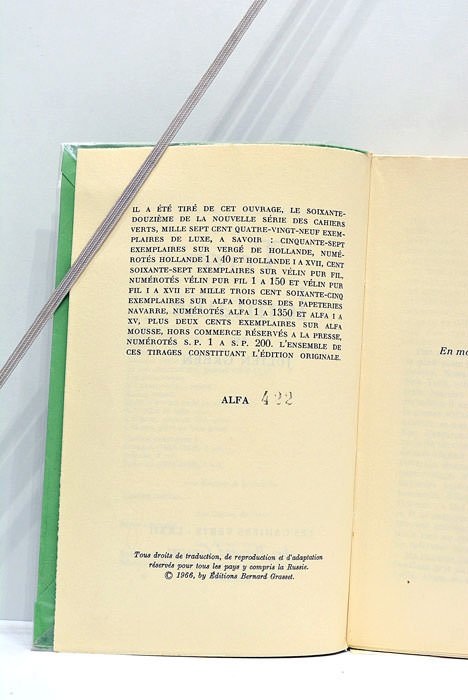 IL A ÉTÉ TIRÉ DE CET OUVRAGE, LE SOIXANTE-
DOUZIÈME DE LA NOUVELLE SÉRIE DES CAHIERS
VERTS, MILLE SEPT CENT QUATRE-VINGT-NEUF EXEM-
PLAIRES DE LUXE, A SAVOIR : CINQUANTE-SEPT
EXEMPLAIRES SUR VERGÉ DE HOLLANDE, NUMÉ-
ROTÉS HOLLANDE 1 A 40 ET HOLLANDE I A XVII, CENT
SOIXANTE-SEPT EXEMPLAIRES SUR VÉLIN PUR FIL,
NUMÉROTÉS VÉLIN PUR FIL 1 A 150 ET VÉLIN PUR
FIL I A XVII ET MILLE TROIS CENT SOIXANTE-CINQ
EXEMPLAIRES SUR ALFA MOUSSE DES PAPETERIES
NAVARRE, NUMÉROTÉS ALFA 1 A 1350 ET ALFA I A
XV, PLUS DEUX CENTS EXEMPLAIRES SUR ALFA
MOUSSE, HORS COMMERCE RÉSERVÉS A LA PRESSE,
NUMÉROTÉS S.P. 1 A S.P. 200. L'ENSEMBLE DE
CES TIRAGES CONSTITUANT L'ÉDITION ORIGINALE.
ALFA 422
Tous droits de traduction, de reproduction et d'adaptation
réservés pour tous les pays y compris la Russie.
© 1966, by Éditions Bernard Grasset.
En mo